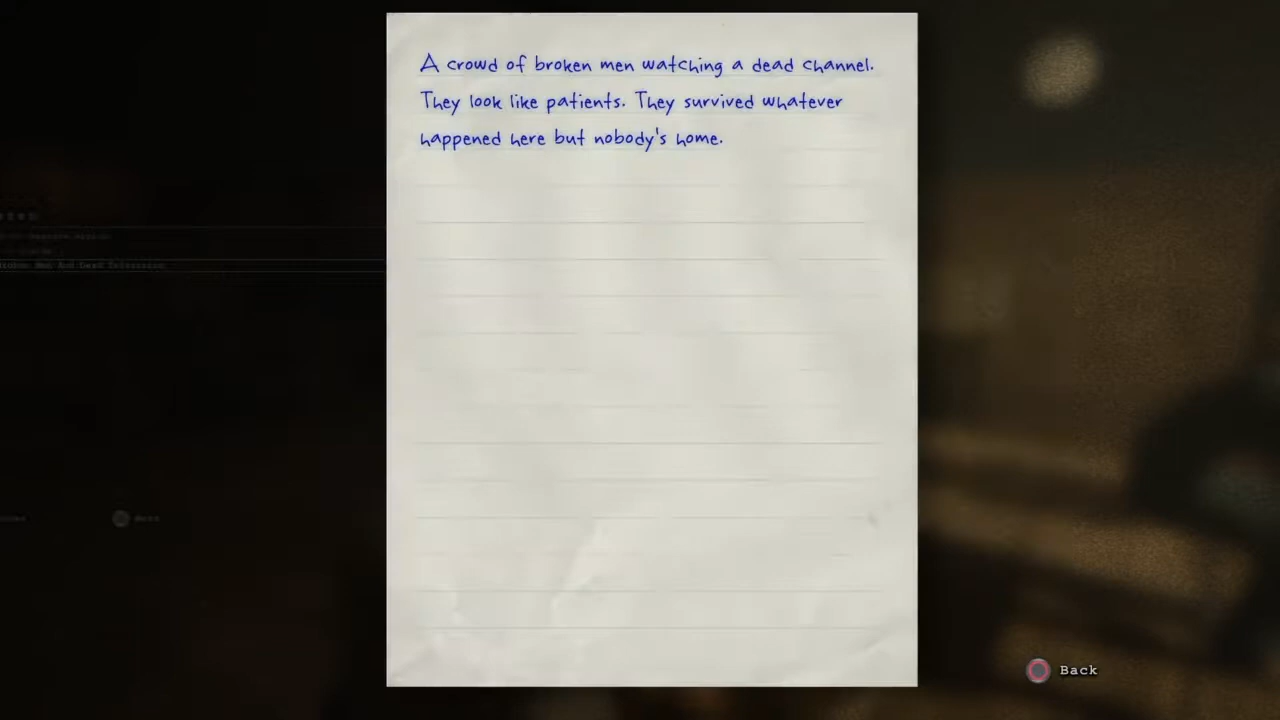 A crowd of broken men watching a dead channel.
They look like patients. They survived whatever
happened here but nobody's home.
Back